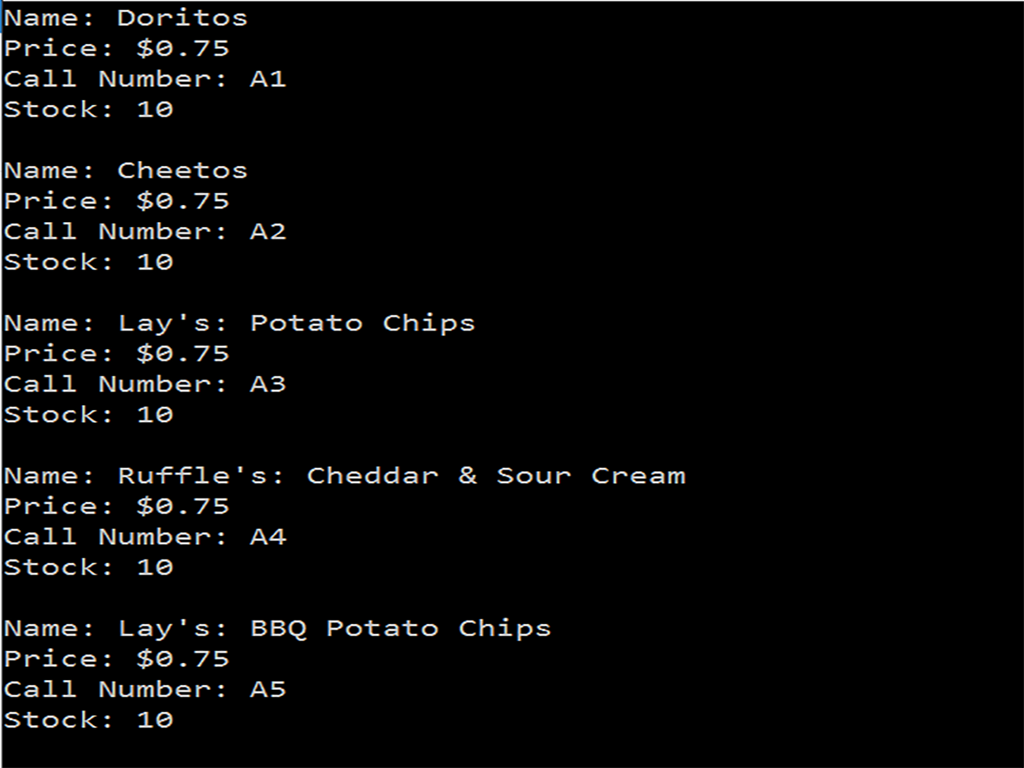 Name: Doritos
Price: $0.75
Call Number: A1
Stock: 10
Name: Cheetos
Price: $0.75
Call Number: A2
Stock: 10
Name: Lay's: Potato Chips
Price: $0.75
Call Number: A3
Stock: 10
Name: Ruffle's: Cheddar & Sour Cream
Price: $0.75
Call Number: A4
Stock: 10
Name: Lay's: BBQ Potato Chips
Price: $0.75
Call Number: A5
Stock: 10